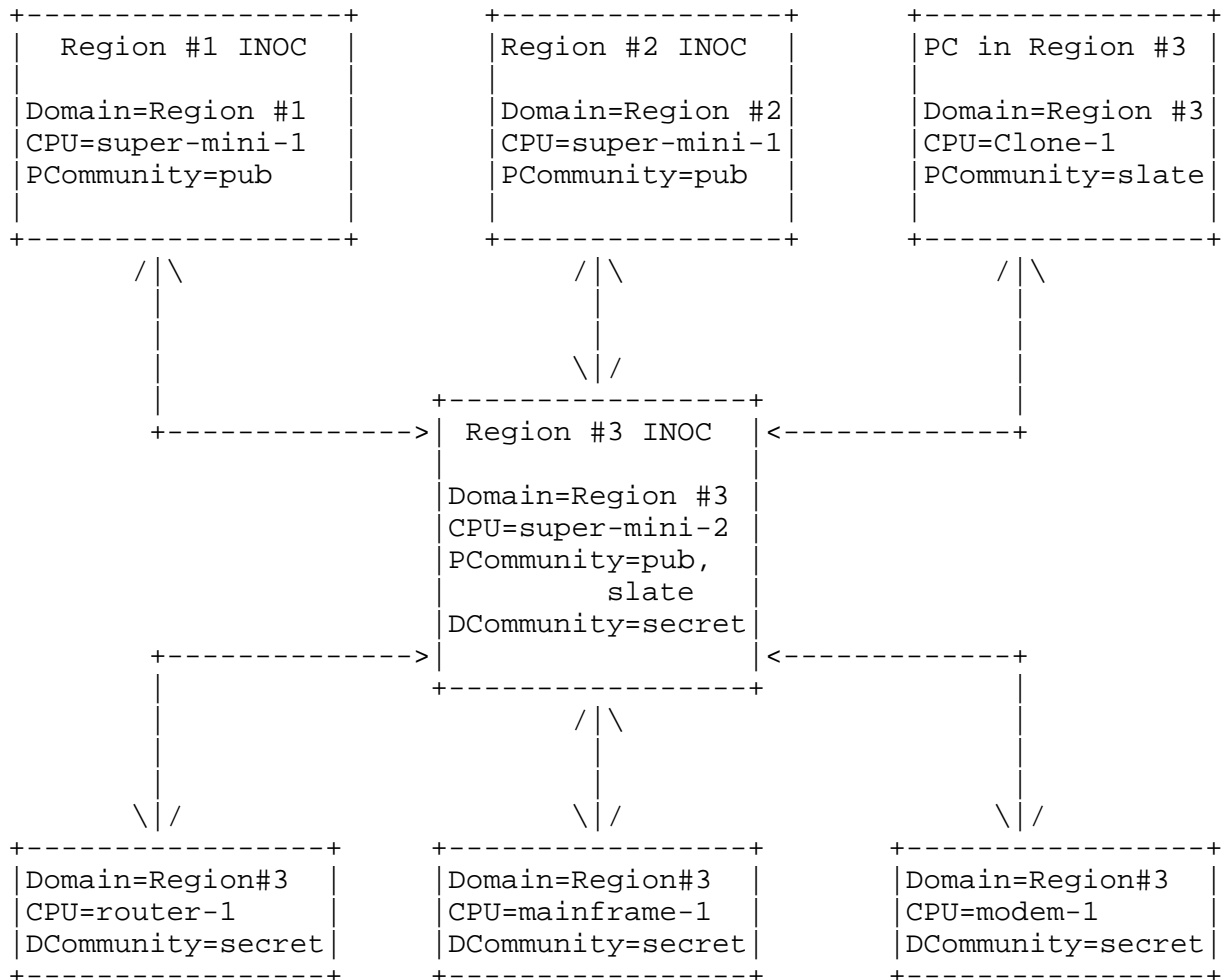 Region #1 INOC
Domain=Region #1
CPU=super-mini-1
PCommunity=pub
Region #2 INOC
Domain=Region #2
CPU=super-mini-1
PCommunity=pub
PC in Region #3
Domain=Region #3
CPU=Clone-1
PCommunity=slate
Region #3 INOC
Domain=Region #3
CPU=super-mini-2
PCommunity=pub,
slate
DCommunity=secret
Domain=Region#3
CPU=router-1
DCommunity=secret
Domain=Region#3
CPU=mainframe-1
DCommunity=secret
Domain=Region#3
CPU=modem-1
DCommunity=secret